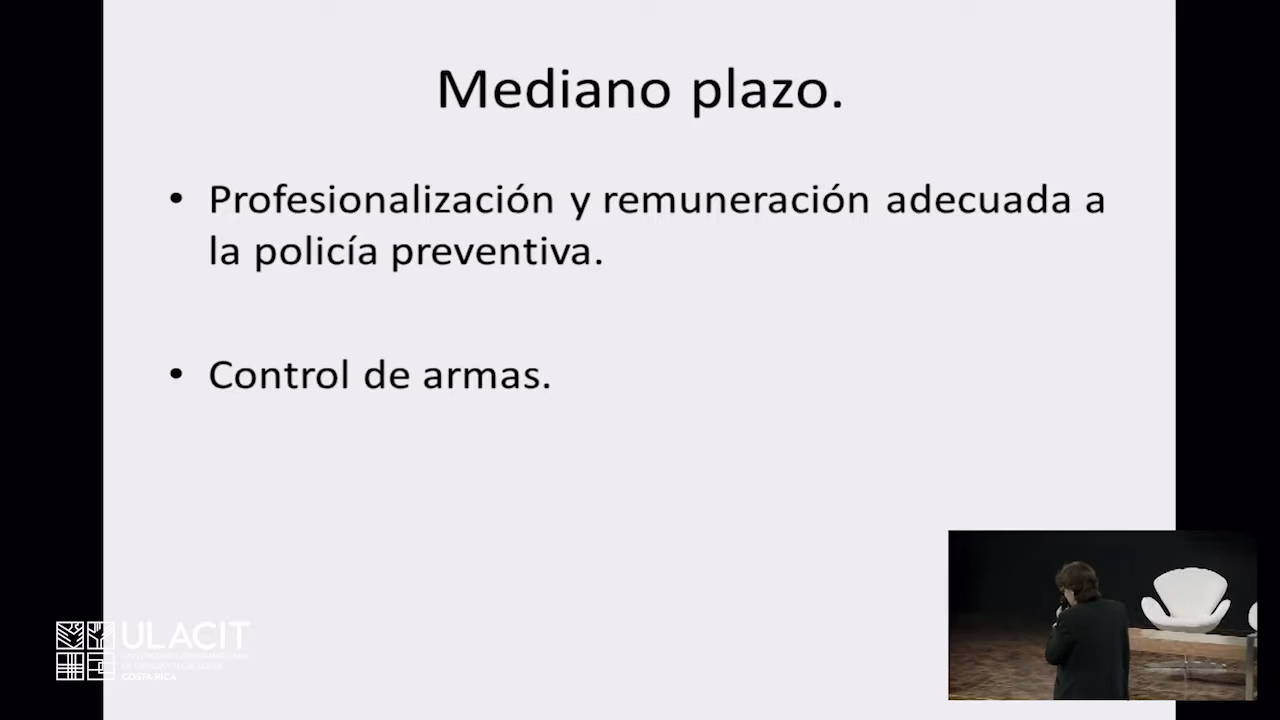 Mediano plazo.
• Profesionalización y remuneración adecuada a
la policía preventiva.
• Control de armas.
ULACIT
COSTA RICA